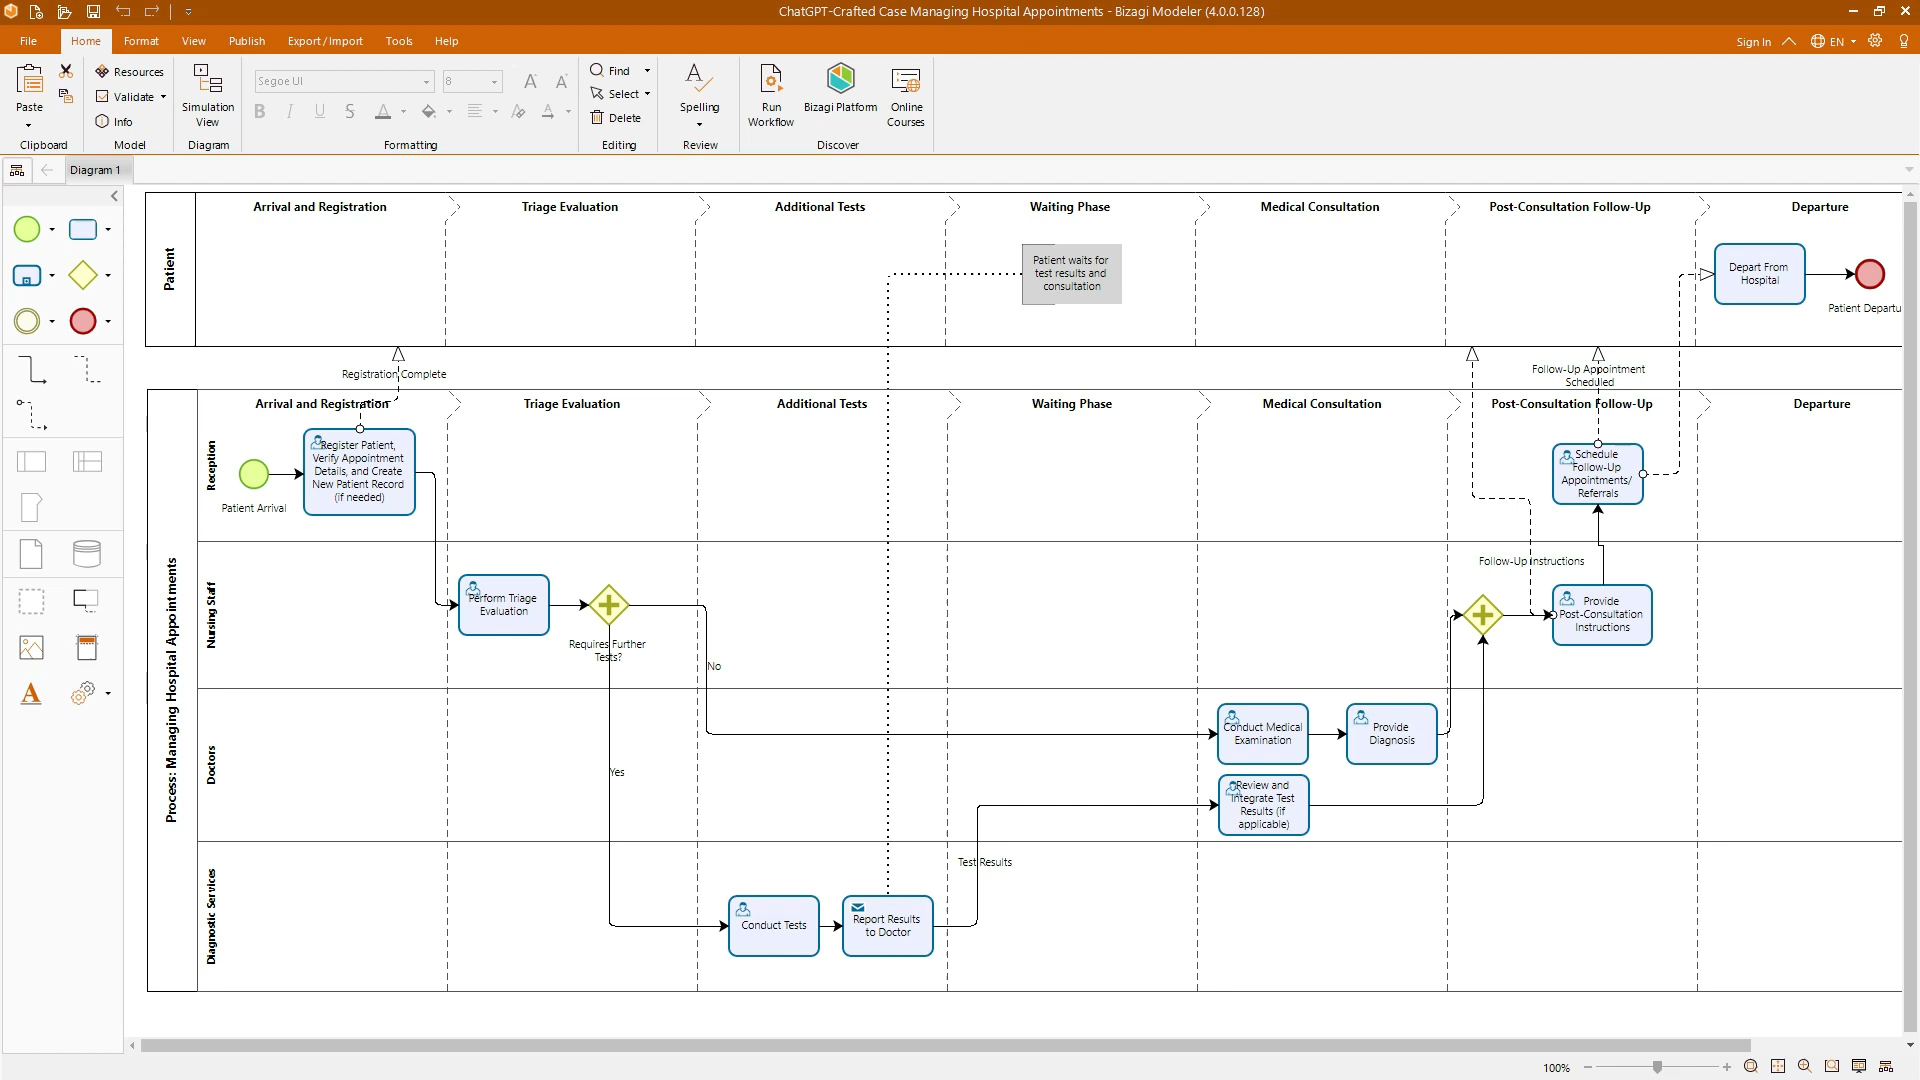 ChatGPT-Crafted Case Managing Hospital Appointments - Bizagi Modeler (4.0.0.128)
File Home Format View Publish Export/Import Tools Help Sign In EN
Paste
Clipboard
Resources
Validate
Info
Model
Simulation
View
Diagram
Segoe UI 8
B I U S A
Formatting
Find
Select
Delete
Editing
Spelling
Review
Run
Workflow
Bizagi Platform
Online
Courses
Discover
Diagram 1
Patient
Arrival and Registration Triage Evaluation Additional Tests Waiting Phase Medical Consultation Post-Consultation Follow-Up Departure
Patient waits for
test results and
consultation
Depart From
Hospital
Patient Departu
Registration Complete
Follow-Up Appointment
Scheduled
Process: Managing Hospital Appointments
Arrival and Registration Triage Evaluation Additional Tests Waiting Phase Medical Consultation Post-Consultation Follow-Up Departure
Reception
Patient Arrival
Register Patient,
Verify Appointment
Details, and Create
New Patient Record
(if needed)
Schedule
Follow-Up
Appointments/
Referrals
Nursing Staff
Perform Triage
Evaluation
Requires Further
Tests?
No
Follow-Up Instructions
Provide
Post-Consultation
Instructions
Doctors
Yes
Conduct Medical
Examination
Provide
Diagnosis
Review and
Integrate Test
Results (if
applicable)
Diagnostic Services
Test Results
Conduct Tests
Report Results
to Doctor
100%